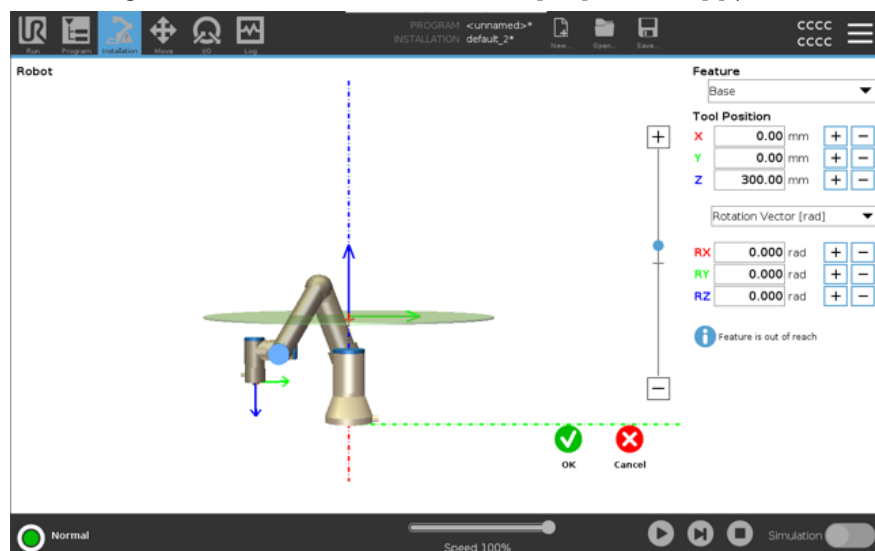 UR
Run
Program
Installation
Move
I/O
Log
PROGRAM <unnamed>*
INSTALLATION default_2*
New...
Open...
Save...
cccc
cccc
Robot
Feature
Base
Tool Position
X 0.00 mm + −
Y 0.00 mm + −
Z 300.00 mm + −
Rotation Vector [rad]
RX 0.000 rad + −
RY 0.000 rad + −
RZ 0.000 rad + −
i Feature is out of reach
+
−
OK
Cancel
Normal
Speed 100%
Simulation